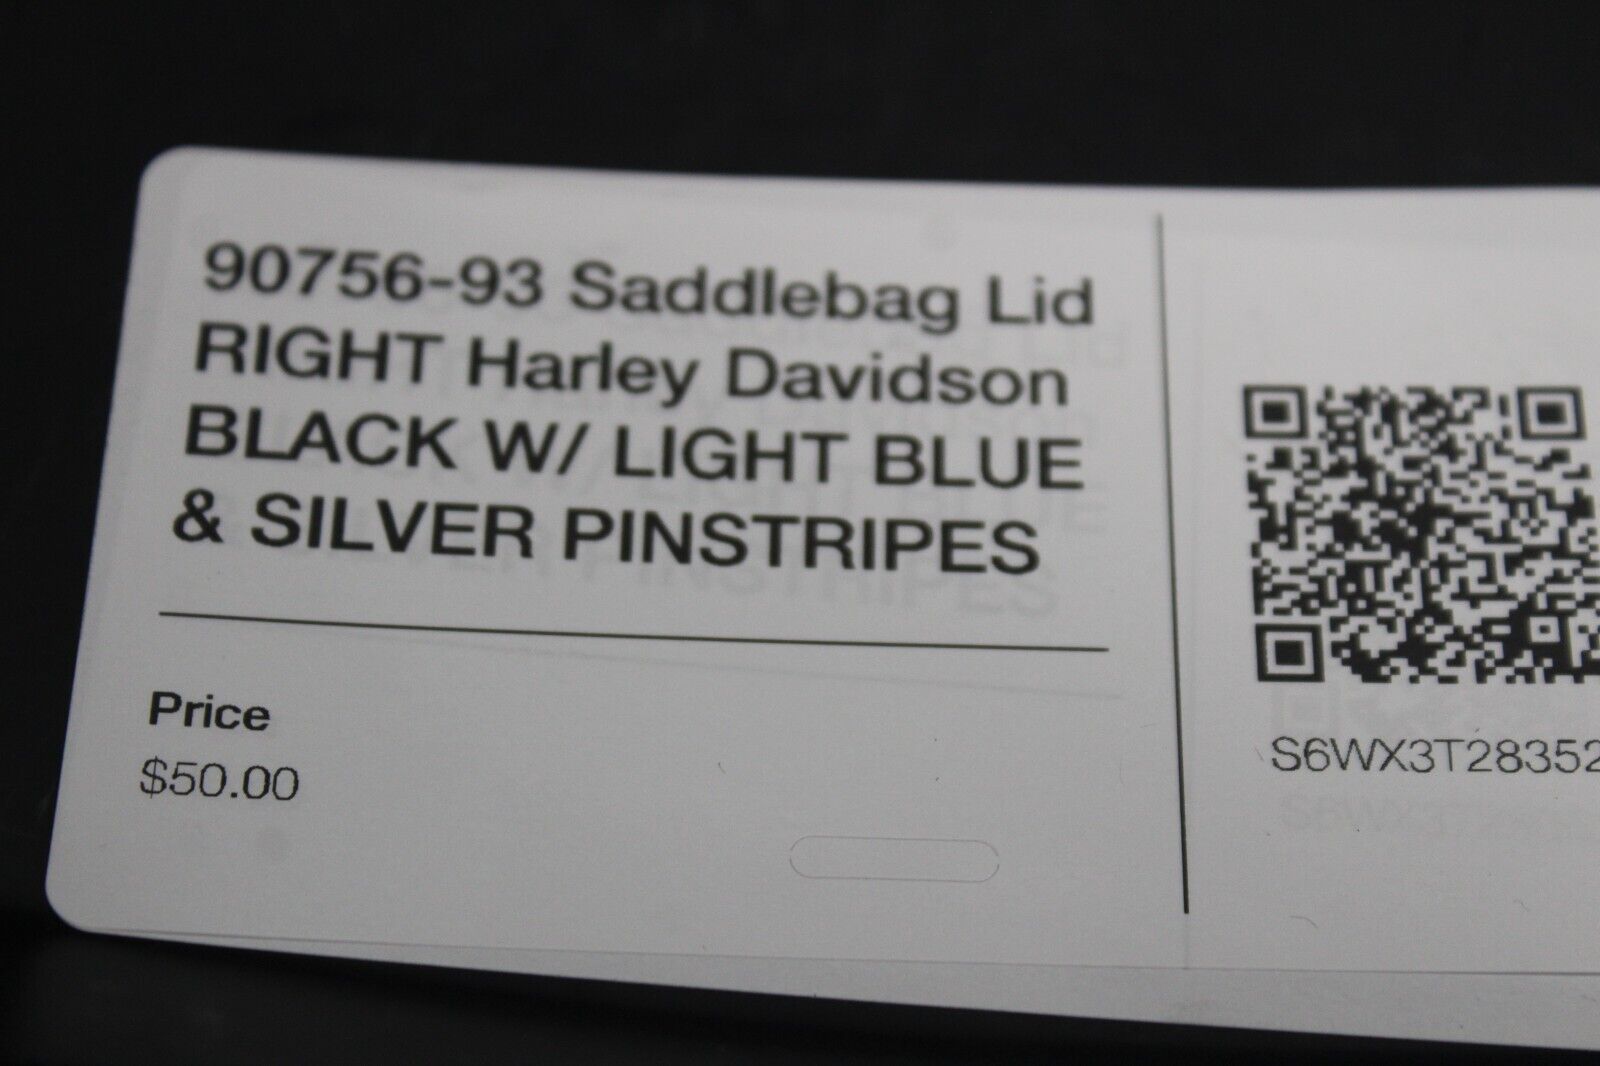 90756-93 Saddlebag Lid
RIGHT Harley Davidson
BLACK W/ LIGHT BLUE
& SILVER PINSTRIPES
Price
$50.00
S6WX3T28352